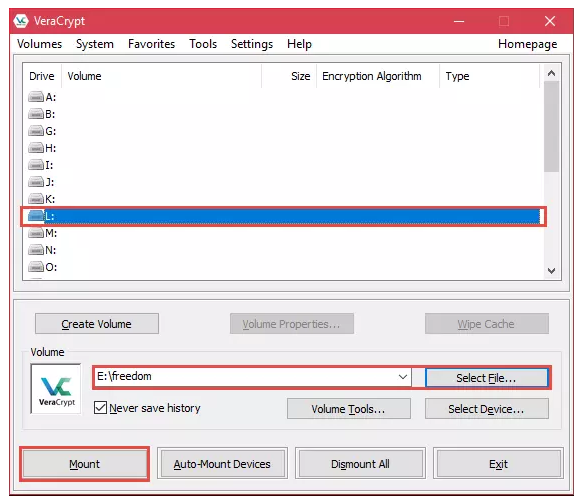 VeraCrypt
Volumes System Favorites Tools Settings Help Homepage
Drive Volume Size Encryption Algorithm Type
A:
B:
G:
H:
I:
J:
K:
L:
M:
N:
O:
Create Volume Volume Properties... Wipe Cache
Volume
E:\freedom Select File...
VeraCrypt
Never save history Volume Tools... Select Device...
Mount Auto-Mount Devices Dismount All Exit